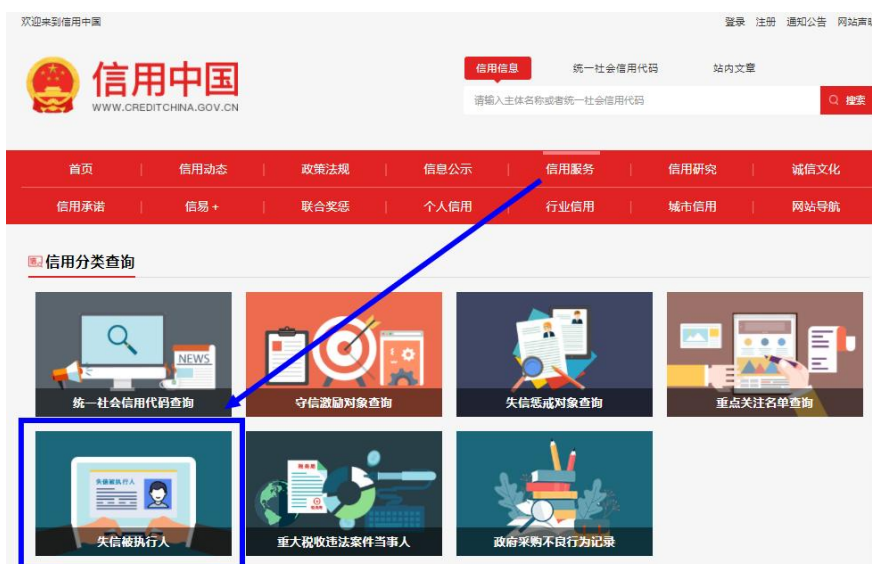 欢迎来到信用中国
登录 注册 通知公告 网站声明
信用中国
WWW.CREDITCHINA.GOV.CN
信用信息 统一社会信用代码 站内文章
请输入主体名称或者统一社会信用代码
搜索
首页 信用动态 政策法规 信息公示 信用服务 信用研究 诚信文化
信用承诺 信易+ 联合奖惩 个人信用 行业信用 城市信用 网站导航
信用分类查询
NEWS
统一社会信用代码查询 守信激励对象查询 失信惩戒对象查询 重点关注名单查询
失信被执行人
失信被执行人 重大税收违法案件当事人 政府采购不良行为记录